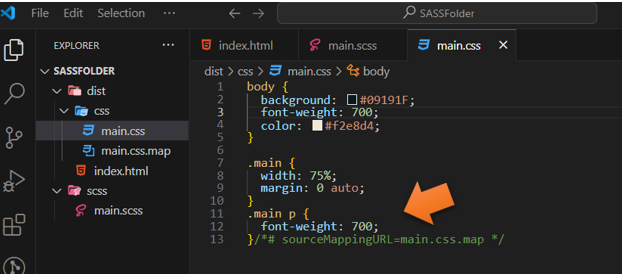 File Edit Selection ··· SASSFolder
EXPLORER ···
index.html main.scss main.css
SASSFOLDER
dist
css
main.css
main.css.map
index.html
scss
main.scss
dist > css > main.css > body
1 body {
2 background: #09191F;
3 font-weight: 700;
4 color: #f2e8d4;
5 }
6
7 .main {
8 width: 75%;
9 margin: 0 auto;
10 }
11 .main p {
12 font-weight: 700;
13 }/*# sourceMappingURL=main.css.map */